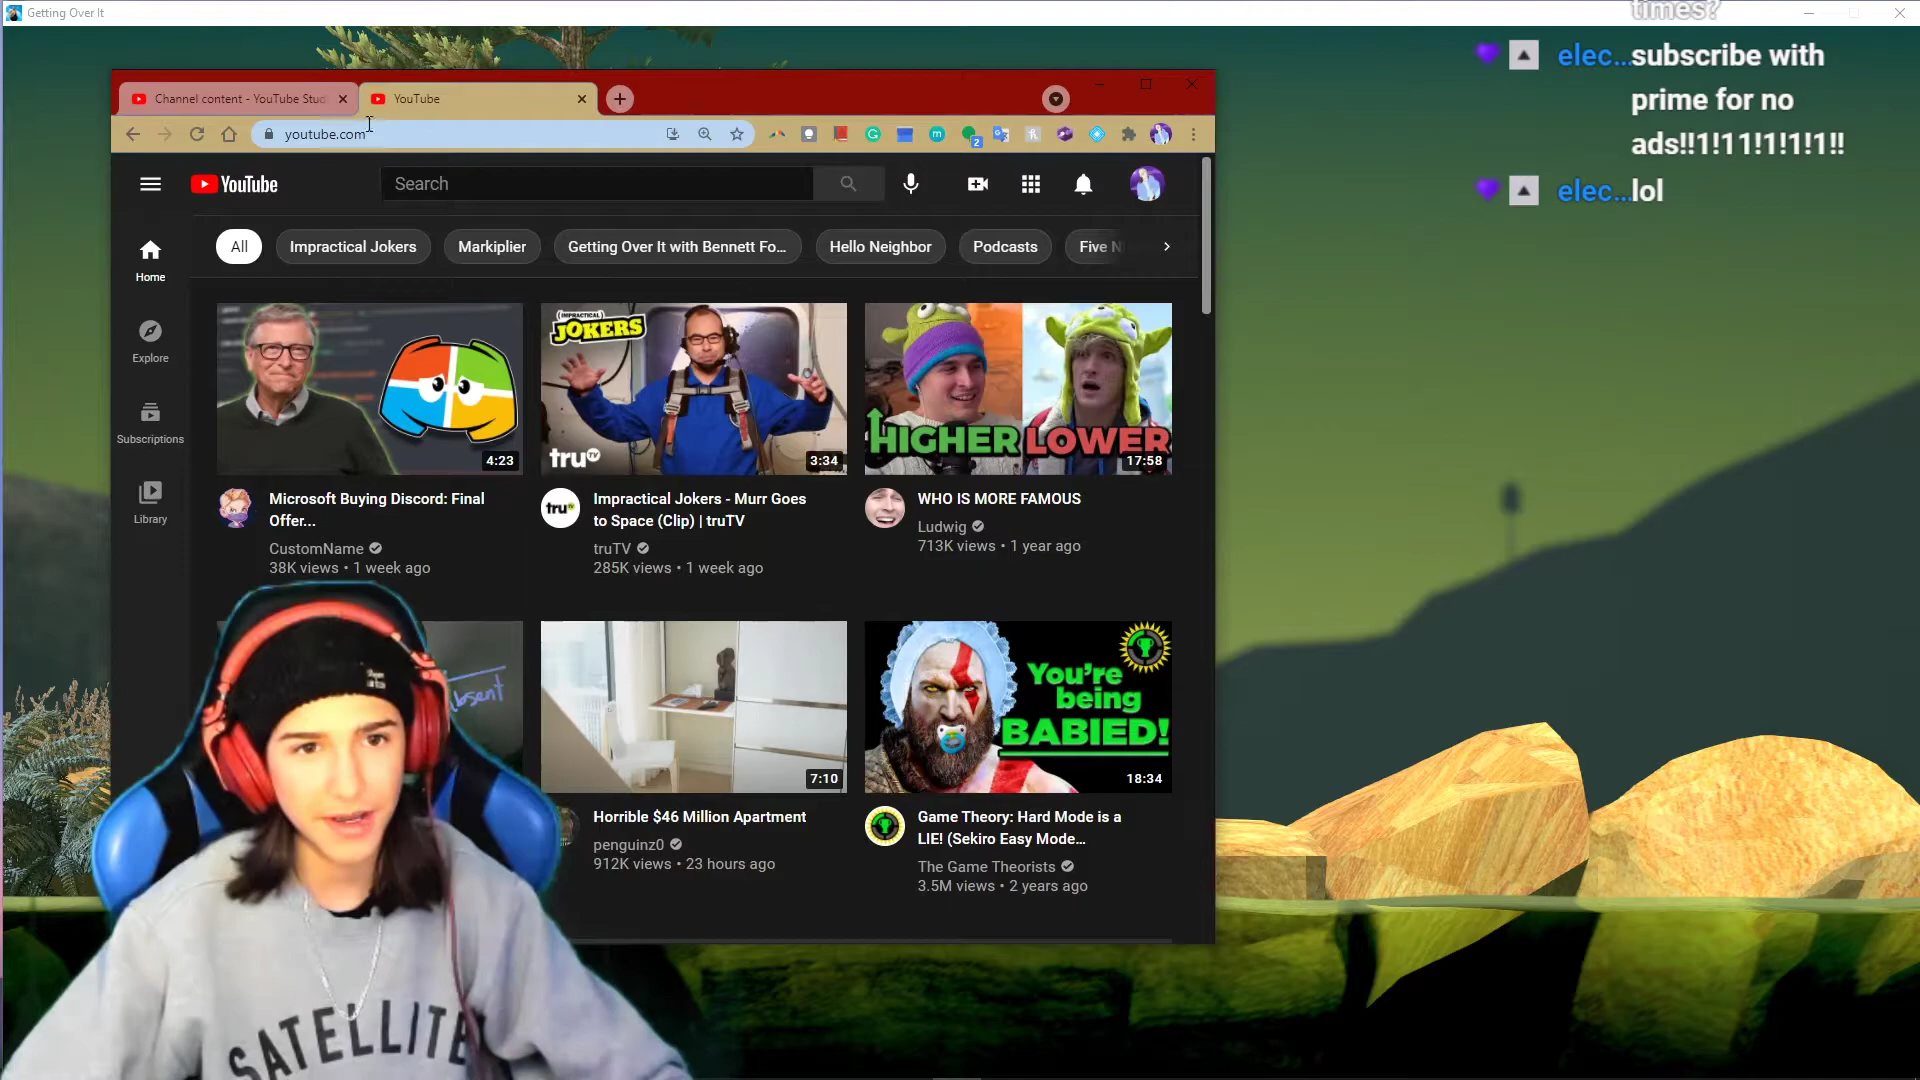 Getting Over It
times?
elec...subscribe with
prime for no
ads!!1!11!1!1!1!!
elec...lol
Channel content - YouTube Stud
YouTube
youtube.com
2
YouTube
Search
All
Impractical Jokers
Markiplier
Getting Over It with Bennett Fo...
Hello Neighbor
Podcasts
Five N
Home
Explore
Subscriptions
Library
4:23
IMPRACTICAL
JOKERS
truTV
3:34
HIGHER LOWER
17:58
Microsoft Buying Discord: Final
Offer...
CustomName
38K views • 1 week ago
tru
Impractical Jokers - Murr Goes
to Space (Clip) | truTV
truTV
285K views • 1 week ago
WHO IS MORE FAMOUS
Ludwig
713K views • 1 year ago
absent
7:10
You're
being
BABIED!
18:34
Horrible $46 Million Apartment
penguinz0
912K views • 23 hours ago
Game Theory: Hard Mode is a
LIE! (Sekiro Easy Mode...
The Game Theorists
3.5M views • 2 years ago
SATELLITE